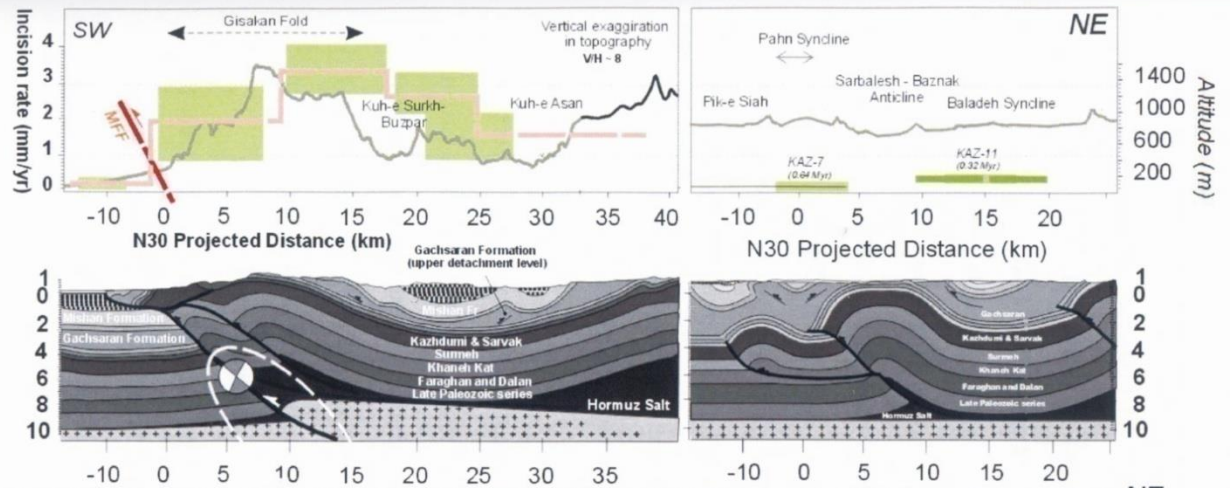 SW
Gisakan Fold
Incision rate (mm/yr)
4
3
2
1
0
MFF
Kuh-e Surkh-
Buzpar
Kuh-e Asan
Vertical exaggiration
in topography
V/H ~ 8
-10 0 5 10 15 20 25 30 35 40
N30 Projected Distance (km)
NE
Pahn Syncline
Sarbalesh - Baznak
Anticline
Pik-e Siah
Baladeh Syncline
KAZ-7
(0.64 Myr)
KAZ-11
(0.32 Myr)
1400
1000
600
200
Altitude (m)
-10 0 5 10 15 20
N30 Projected Distance (km)
Gachsaran Formation
(upper detachment level)
1
0
2
4
6
8
10
Mishan Formation
Gachsaran Formation
Mishan Fr
Kazhdumi & Sarvak
Surmeh
Khaneh Kat
Faraghan and Dalan
Late Paleozoic series
Hormuz Salt
-10 0 5 10 15 20 25 30 35
Gachsaran
Kazhdumi & Sarvak
Surmeh
Khaneh Kat
Faraghan and Dalan
Late Paleozoic series
Hormuz Salt
1
0
2
4
6
8
10
-10 0 5 10 15 20